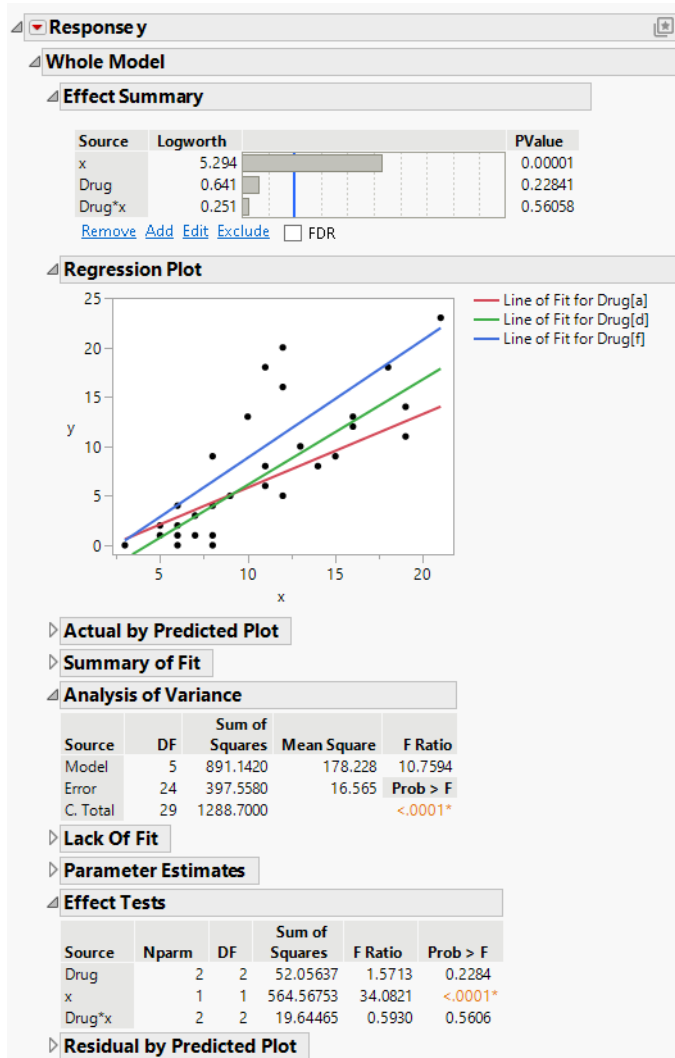 Response y
Whole Model
Effect Summary
Source Logworth PValue
x 5.294 0.00001
Drug 0.641 0.22841
Drug*x 0.251 0.56058
Remove Add Edit Exclude FDR
Regression Plot
25
20
15
10
5
0
y
5 10 15 20
x
Line of Fit for Drug[a]
Line of Fit for Drug[d]
Line of Fit for Drug[f]
Actual by Predicted Plot
Summary of Fit
Analysis of Variance
Sum of
Source DF Squares Mean Square F Ratio
Model 5 891.1420 178.228 10.7594
Error 24 397.5580 16.565 Prob > F
C. Total 29 1288.7000 <.0001*
Lack Of Fit
Parameter Estimates
Effect Tests
Sum of
Source Nparm DF Squares F Ratio Prob > F
Drug 2 2 52.05637 1.5713 0.2284
x 1 1 564.56753 34.0821 <.0001*
Drug*x 2 2 19.64465 0.5930 0.5606
Residual by Predicted Plot